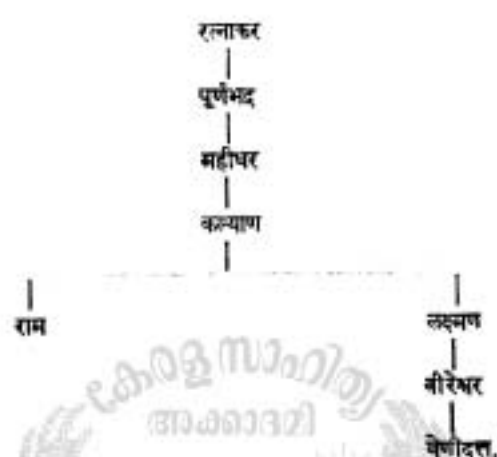 रत्नाकर
पूर्णभद्र
महीधर
कल्याण
राम
लक्ष्मण
കേരള സാഹിത്യ
അക്കാദമി
वीरेश्वर
वेणीदत्त.